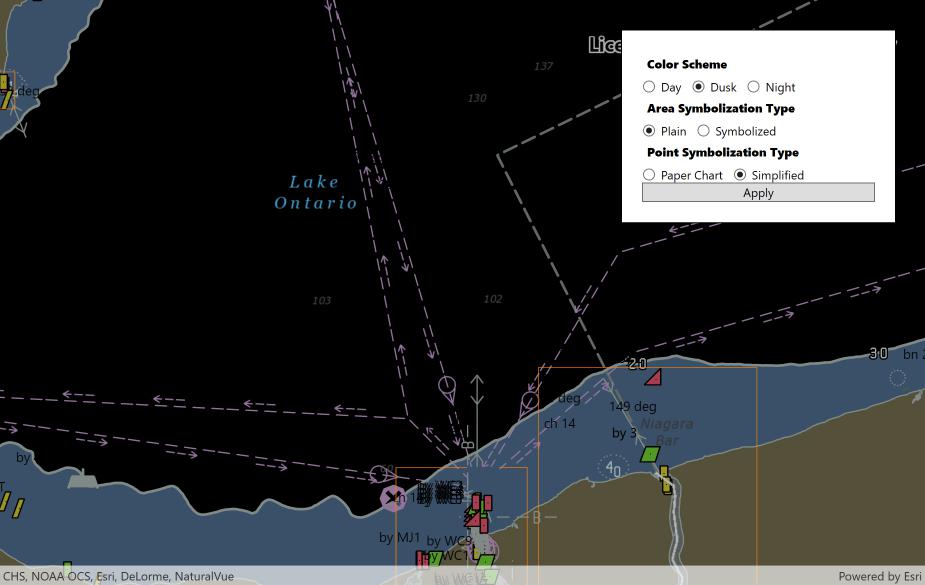 Lice
137
130
Color Scheme
Day Dusk Night
Area Symbolization Type
Plain Symbolized
Point Symbolization Type
Paper Chart Simplified
Apply
deg
Lake
Ontario
103
102
20
30
bn
deg
149 deg
ch 14
Niagara
Bar
by 3
40
by
B
B
by MJ1
by WC9
CHS, NOAA OCS, Esri, DeLorme, NaturalVue
Powered by Esri